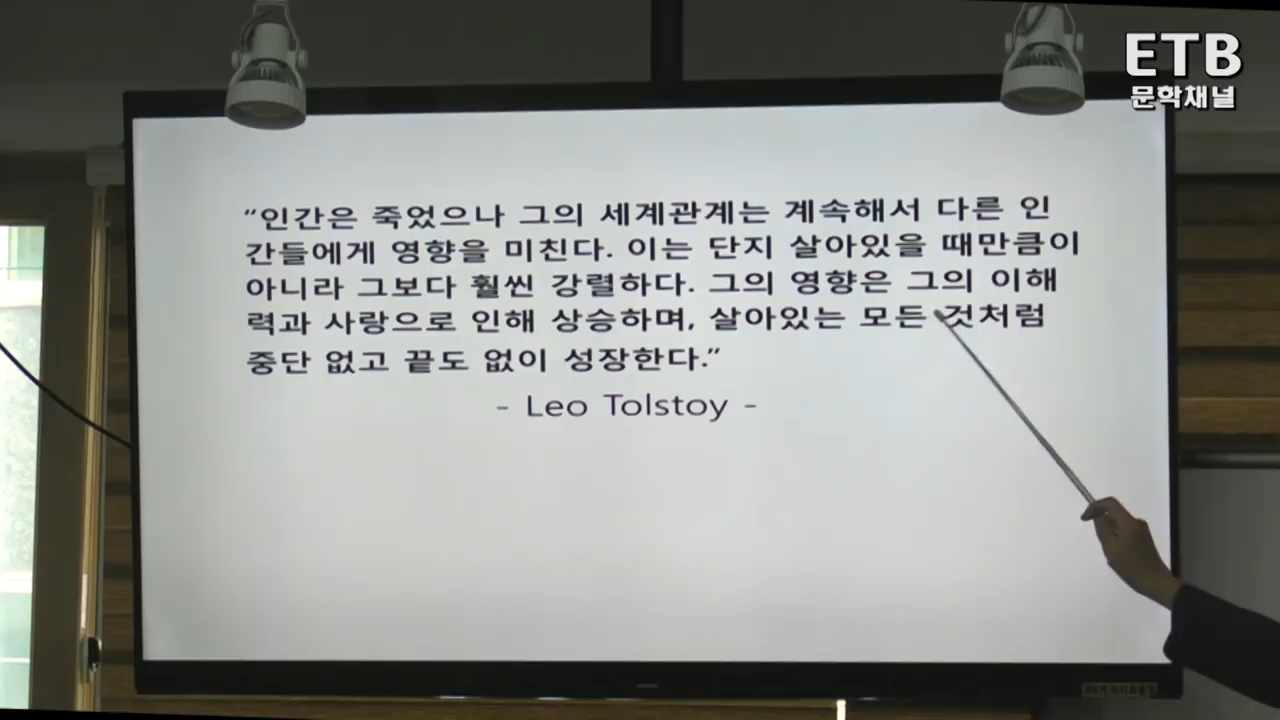 ETB
문학채널
“인간은 죽었으나 그의 세계관계는 계속해서 다른 인
간들에게 영향을 미친다. 이는 단지 살아있을 때만큼이
아니라 그보다 훨씬 강렬하다. 그의 영향은 그의 이해
력과 사랑으로 인해 상승하며, 살아있는 모든 것처럼
중단 없고 끝도 없이 성장한다.”
- Leo Tolstoy -